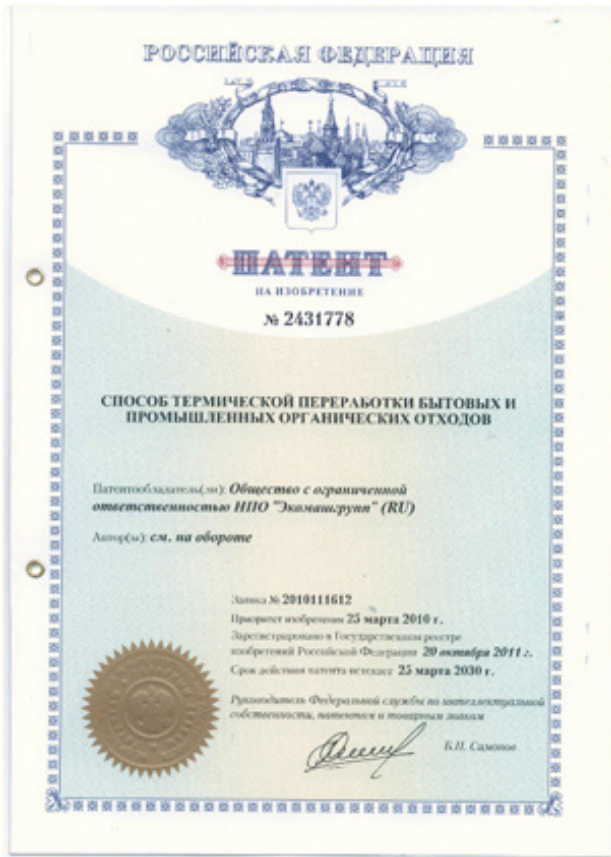 РОССИЙСКАЯ ФЕДЕРАЦИЯ
ПАТЕНТ
НА ИЗОБРЕТЕНИЕ
№ 2431778
СПОСОБ ТЕРМИЧЕСКОЙ ПЕРЕРАБОТКИ БЫТОВЫХ И
ПРОМЫШЛЕННЫХ ОРГАНИЧЕСКИХ ОТХОДОВ
Патентообладатель(ли): Общество с ограниченной
ответственностью НПО "Экомашгрупп" (RU)
Автор(ы): см. на обороте
Заявка № 2010111612
Приоритет изобретения 25 марта 2010 г.
Зарегистрировано в Государственном реестре
изобретений Российской Федерации 20 октября 2011 г.
Срок действия патента истекает 25 марта 2030 г.
Руководитель Федеральной службы по интеллектуальной
собственности, патентам и товарным знакам
Б.П. Симонов